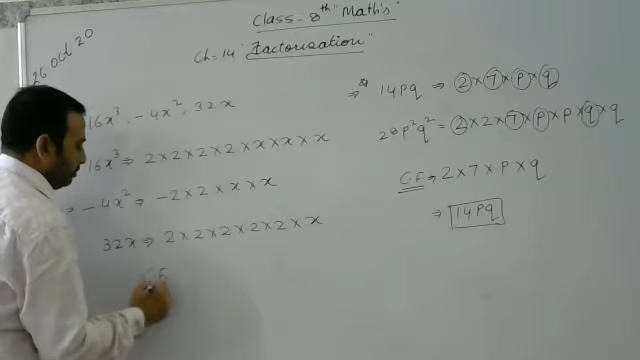 Class - 8th "Maths"
26 Oct 20
Ch = 14 "Factorisation"
16x³, -4x², 32x
16x³ ⇒ 2×2×2×2×x×x×x
⇒ -4x² ⇒ -2×2×x×x
32x ⇒ 2×2×2×2×2×x
C.F
⇒ 14pq ⇒ 2×7×p×q
p²q² = 2×2×7×p×p×q×q
C.F. ⇒ 2×7×p×q
⇒ 14pq